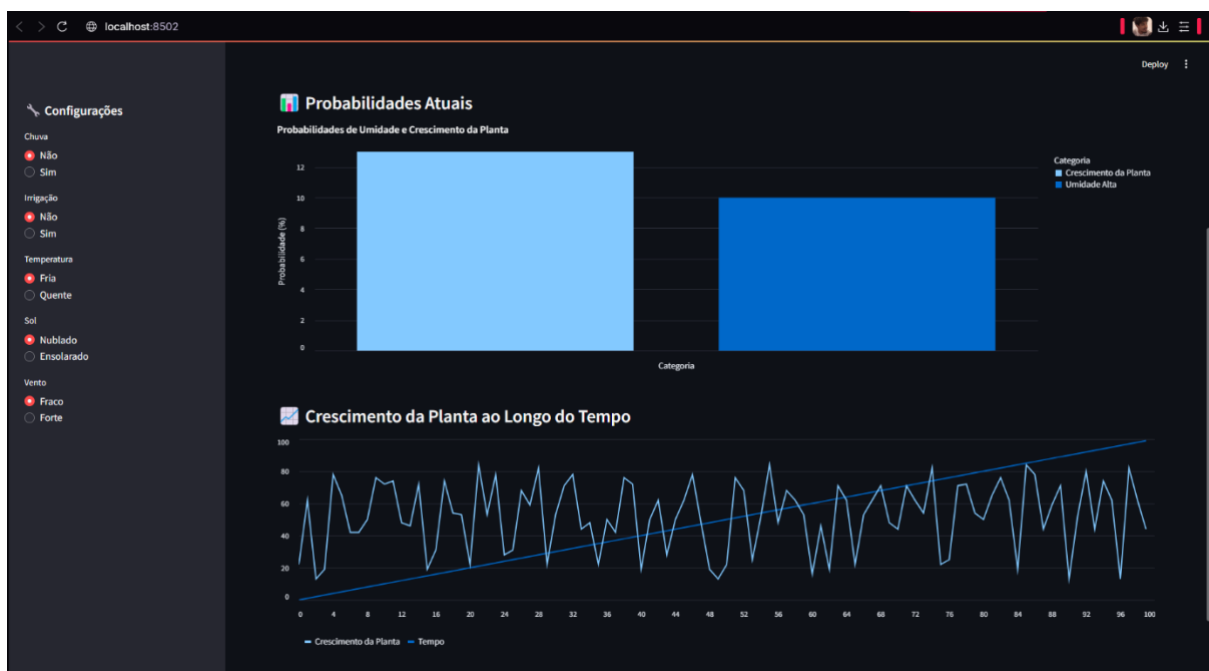 localhost:8502
Deploy
Configurações
Chuva
Não
Sim
Irrigação
Não
Sim
Temperatura
Fria
Quente
Sol
Nublado
Ensolarado
Vento
Fraco
Forte
Probabilidades Atuais
Probabilidades de Umidade e Crescimento da Planta
Probabilidade (%)
12
10
8
6
4
2
0
Categoria
Categoria
Crescimento da Planta
Umidade Alta
Crescimento da Planta ao Longo do Tempo
100
80
60
40
20
0
0 4 8 12 16 20 24 28 32 36 40 44 48 52 56 60 64 68 72 76 80 84 88 92 96 100
Crescimento da Planta Tempo